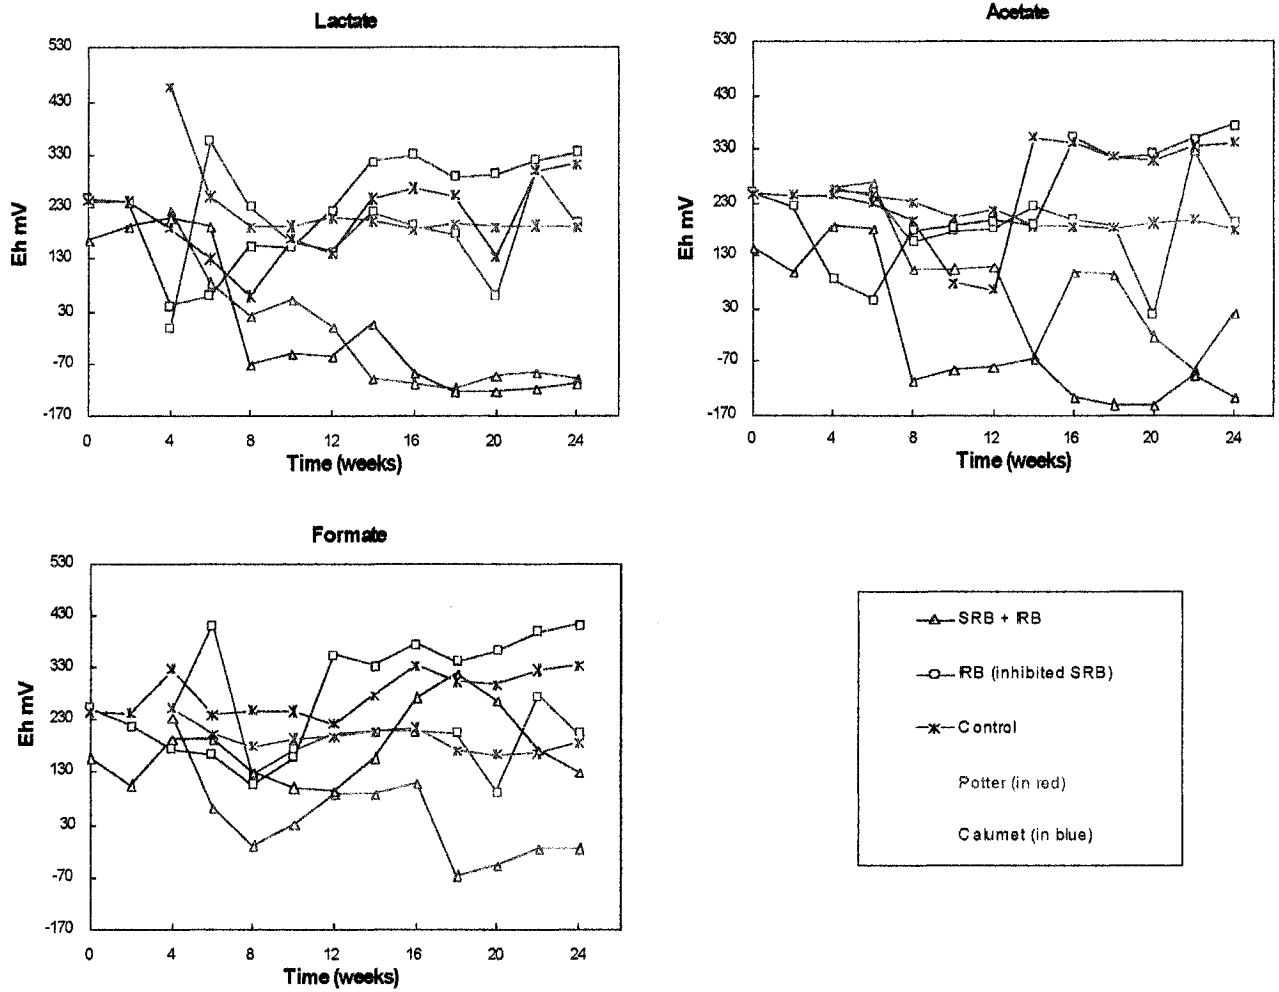 Lactate
530
430
330
230
130
30
-70
-170
Eh mV
0 4 8 12 16 20 24
Time (weeks)
Acetate
530
430
330
230
130
30
-70
-170
Eh mV
0 4 8 12 16 20 24
Time (weeks)
Formate
530
430
330
230
130
30
-70
-170
Eh mV
0 4 8 12 16 20 24
Time (weeks)
SRB + IRB
IRB (inhibited SRB)
Control
Potter (in red)
Calumet (in blue)